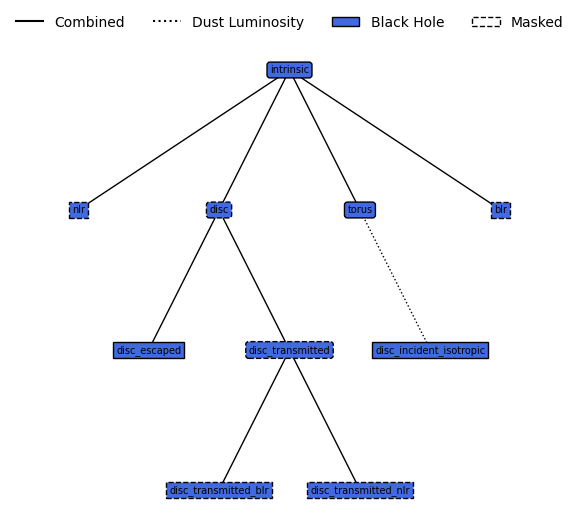 Combined Dust Luminosity Black Hole Masked
intrinsic
nlr disc torus blr
disc_escaped disc_transmitted disc_incident_isotropic
disc_transmitted_blr disc_transmitted_nlr